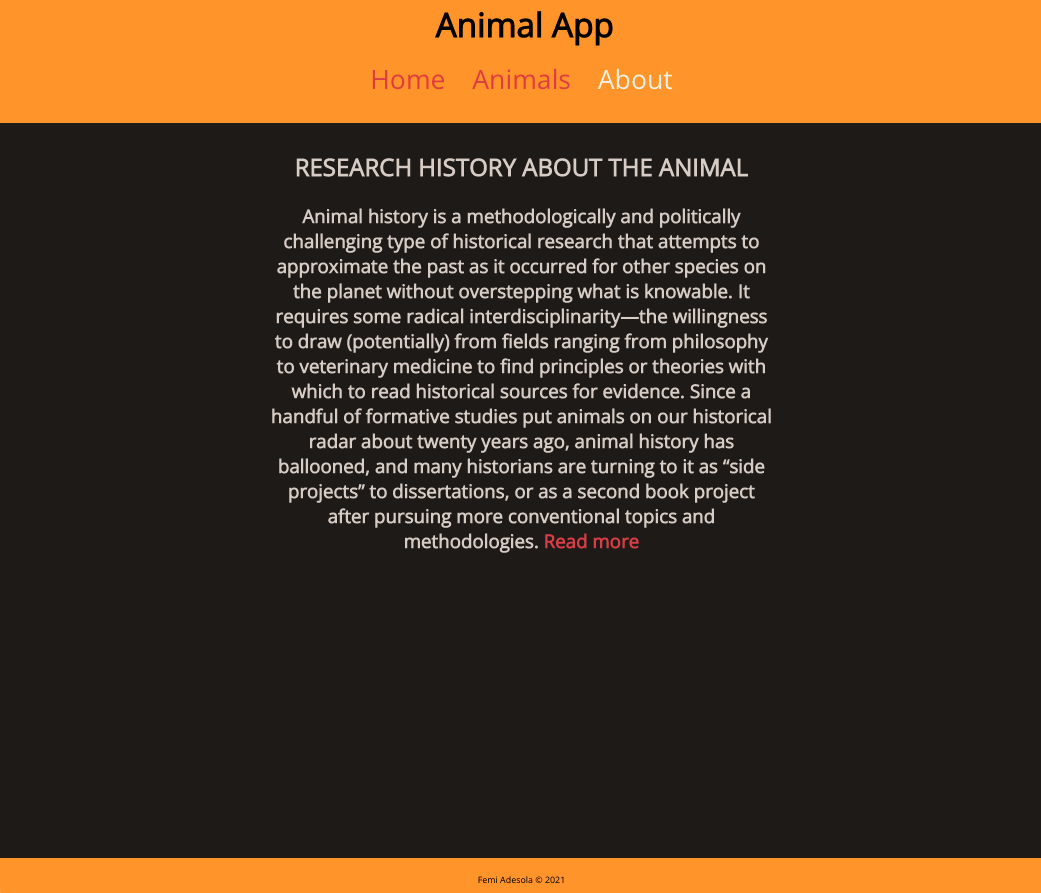 Animal App
Home Animals About
RESEARCH HISTORY ABOUT THE ANIMAL
Animal history is a methodologically and politically
challenging type of historical research that attempts to
approximate the past as it occurred for other species on
the planet without overstepping what is knowable. It
requires some radical interdisciplinarity—the willingness
to draw (potentially) from fields ranging from philosophy
to veterinary medicine to find principles or theories with
which to read historical sources for evidence. Since a
handful of formative studies put animals on our historical
radar about twenty years ago, animal history has
ballooned, and many historians are turning to it as “side
projects” to dissertations, or as a second book project
after pursuing more conventional topics and
methodologies. Read more
Femi Adesola © 2021